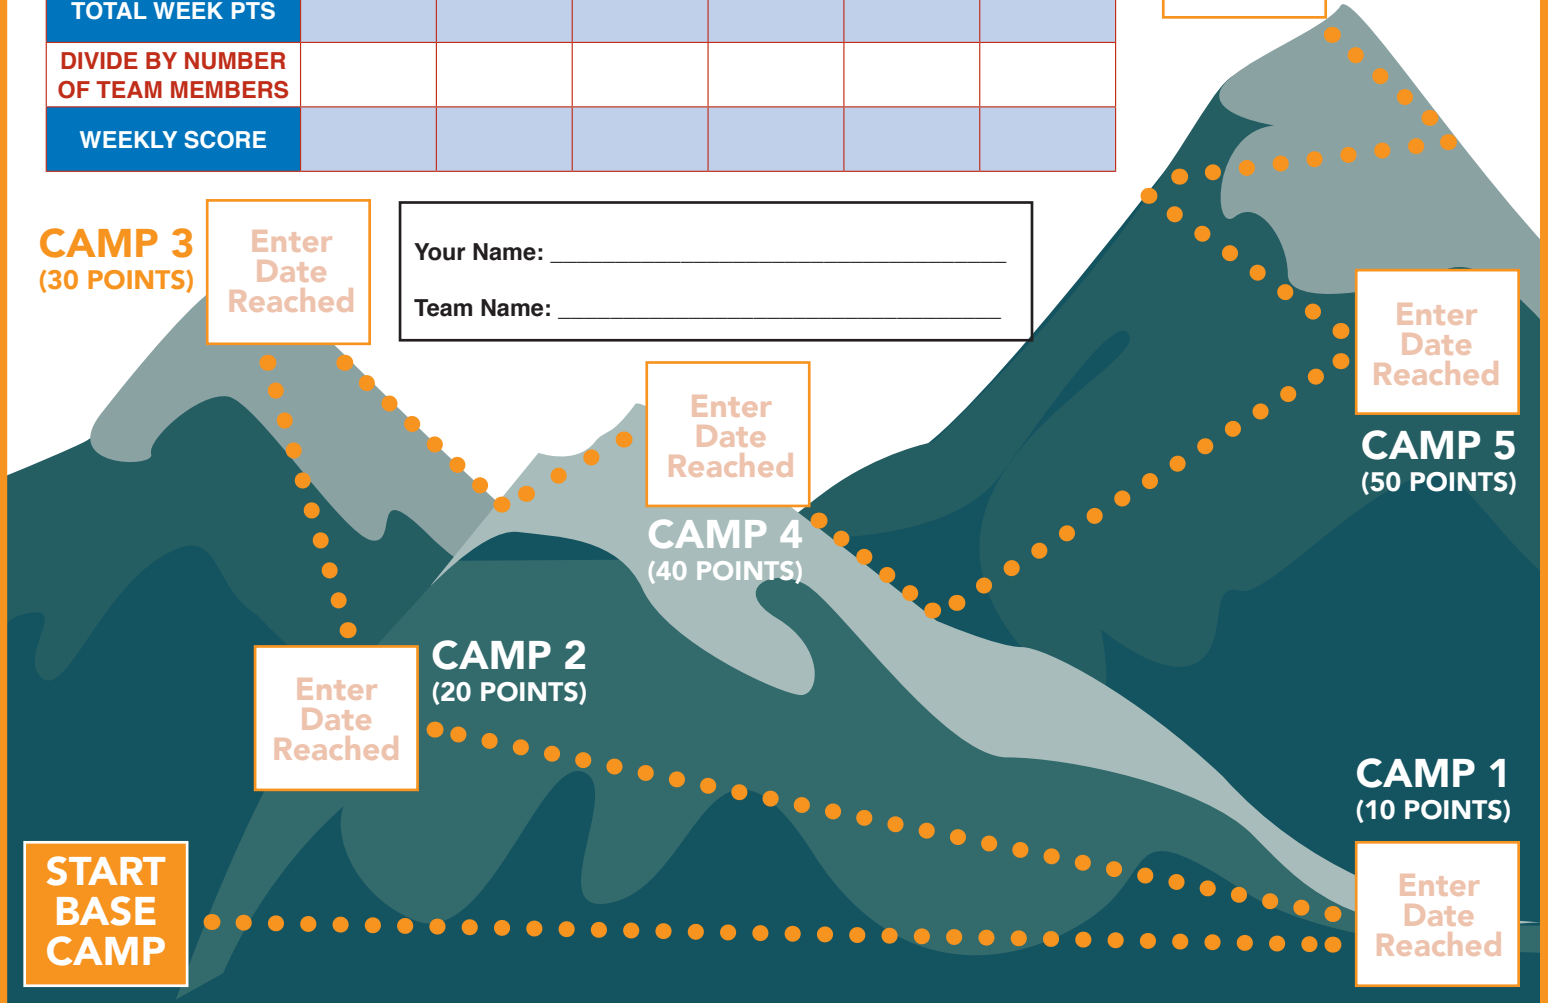 TOTAL WEEK PTS
DIVIDE BY NUMBER
OF TEAM MEMBERS
WEEKLY SCORE
CAMP 3
(30 POINTS)
Enter
Date
Reached
Your Name: ___________________________________
Team Name: __________________________________
Enter
Date
Reached
CAMP 4
(40 POINTS)
Enter
Date
Reached
CAMP 5
(50 POINTS)
CAMP 2
(20 POINTS)
Enter
Date
Reached
CAMP 1
(10 POINTS)
Enter
Date
Reached
START
BASE
CAMP